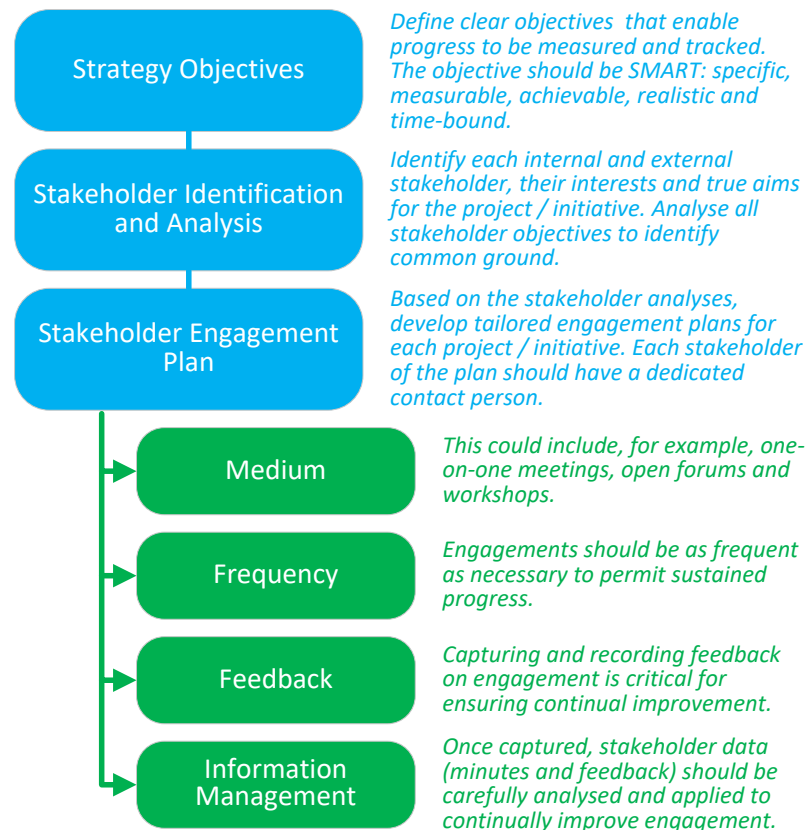 Strategy Objectives
Define clear objectives that enable
progress to be measured and tracked.
The objective should be SMART: specific,
measurable, achievable, realistic and
time-bound.
Stakeholder Identification
and Analysis
Identify each internal and external
stakeholder, their interests and true aims
for the project / initiative. Analyse all
stakeholder objectives to identify
common ground.
Stakeholder Engagement
Plan
Based on the stakeholder analyses,
develop tailored engagement plans for
each project / initiative. Each stakeholder
of the plan should have a dedicated
contact person.
Medium
This could include, for example, one-
on-one meetings, open forums and
workshops.
Frequency
Engagements should be as frequent
as necessary to permit sustained
progress.
Feedback
Capturing and recording feedback
on engagement is critical for
ensuring continual improvement.
Information
Management
Once captured, stakeholder data
(minutes and feedback) should be
carefully analysed and applied to
continually improve engagement.